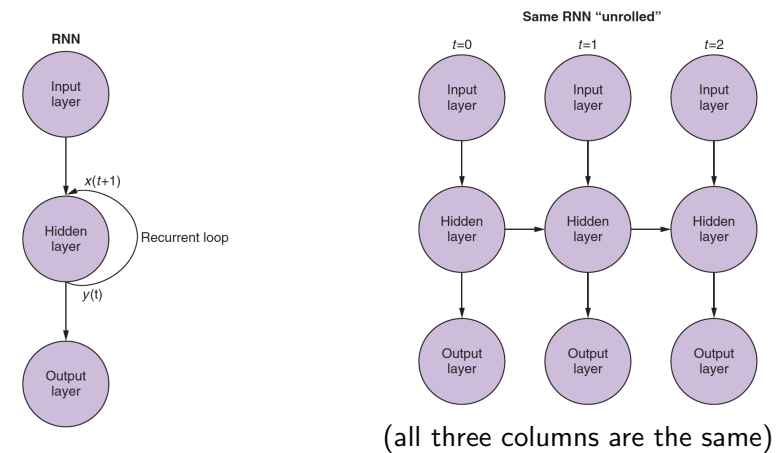 RNN
Input
layer
x(t+1)
Hidden
layer
Recurrent loop
y(t)
Output
layer
Same RNN “unrolled”
t=0
t=1
t=2
Input
layer
Input
layer
Input
layer
Hidden
layer
Hidden
layer
Hidden
layer
Output
layer
Output
layer
Output
layer
(all three columns are the same)